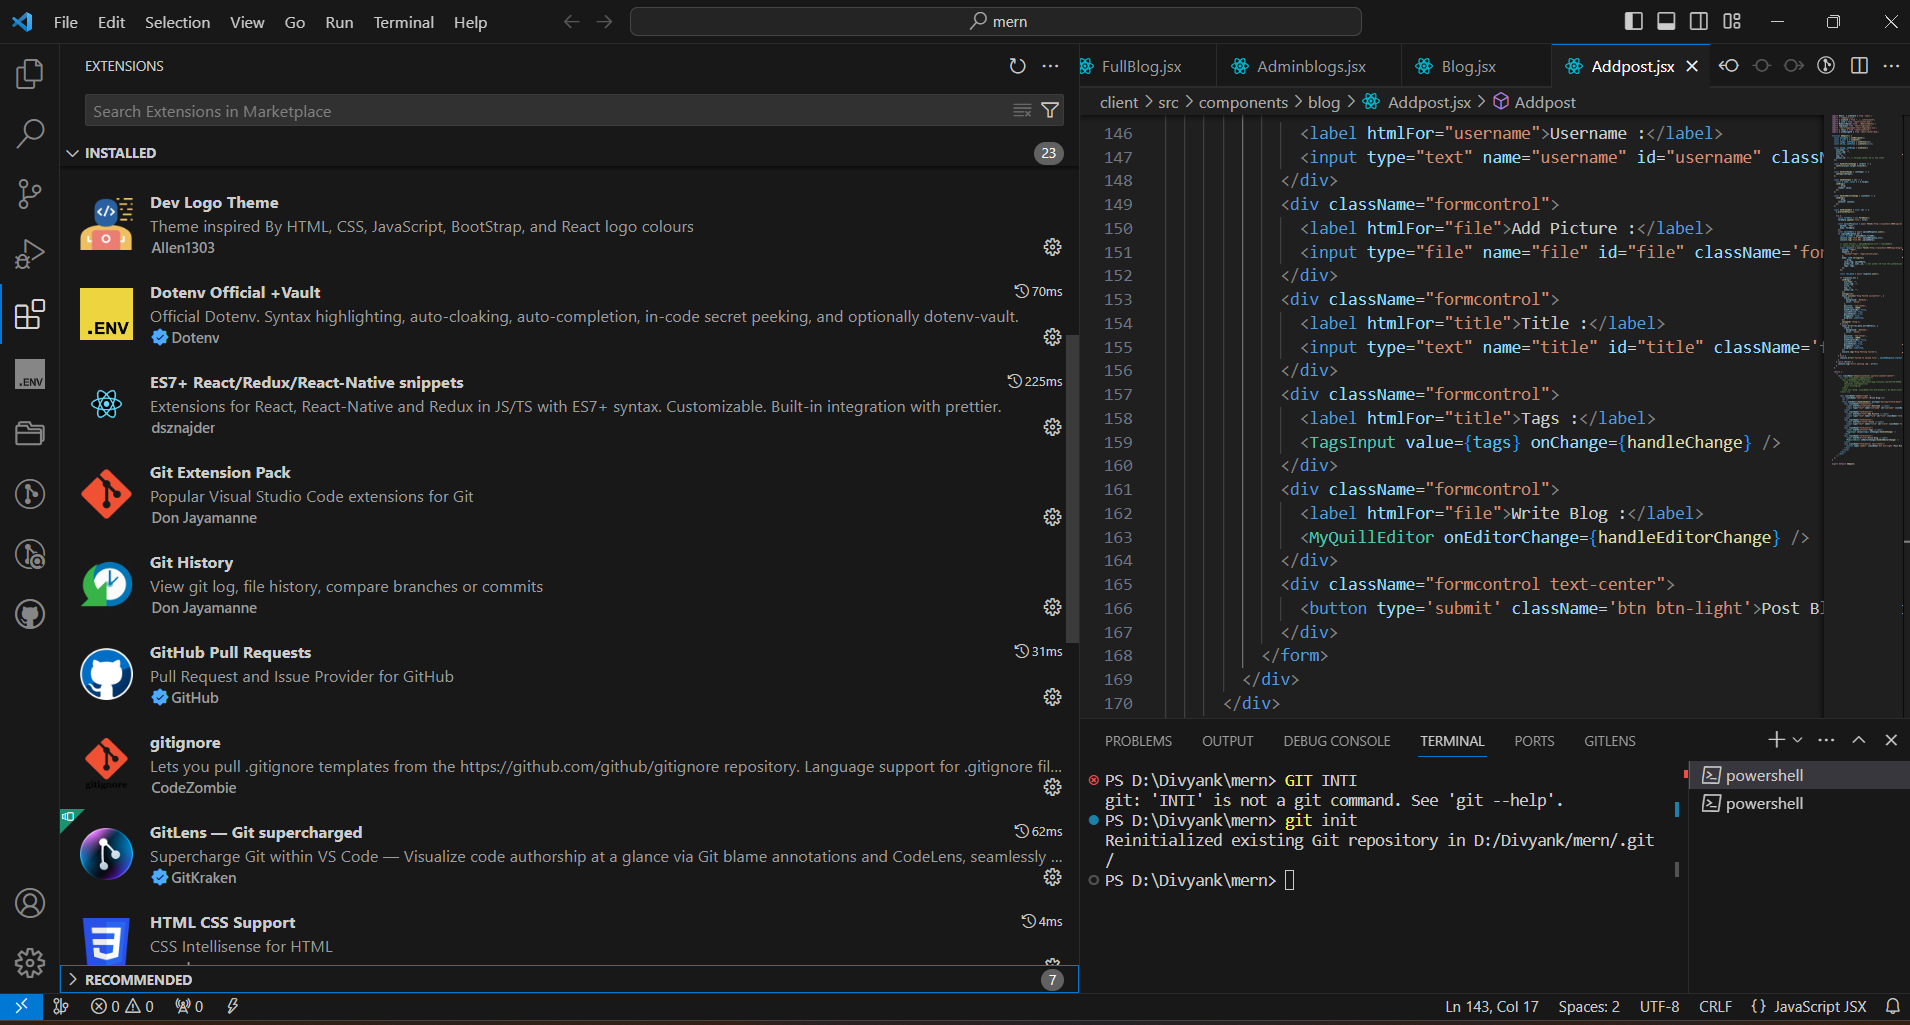 File Edit Selection View Go Run Terminal Help
mern
EXTENSIONS
Search Extensions in Marketplace
INSTALLED
23
Dev Logo Theme
Theme inspired By HTML, CSS, JavaScript, BootStrap, and React logo colours
Allen1303
Dotenv Official +Vault
70ms
Official Dotenv. Syntax highlighting, auto-cloaking, auto-completion, in-code secret peeking, and optionally dotenv-vault.
Dotenv
.ENV
.ENV
ES7+ React/Redux/React-Native snippets
225ms
Extensions for React, React-Native and Redux in JS/TS with ES7+ syntax. Customizable. Built-in integration with prettier.
dsznajder
Git Extension Pack
Popular Visual Studio Code extensions for Git
Don Jayamanne
Git History
View git log, file history, compare branches or commits
Don Jayamanne
GitHub Pull Requests
31ms
Pull Request and Issue Provider for GitHub
GitHub
gitignore
Lets you pull .gitignore templates from the https://github.com/github/gitignore repository. Language support for .gitignore fil...
CodeZombie
gitignore
GitLens — Git supercharged
62ms
Supercharge Git within VS Code — Visualize code authorship at a glance via Git blame annotations and CodeLens, seamlessly ...
GitKraken
HTML CSS Support
4ms
CSS Intellisense for HTML
RECOMMENDED
7
FullBlog.jsx Adminblogs.jsx Blog.jsx Addpost.jsx
client > src > components > blog > Addpost.jsx > Addpost
146 <label htmlFor="username">Username :</label>
147 <input type="text" name="username" id="username" classN
148 </div>
149 <div className="formcontrol">
150 <label htmlFor="file">Add Picture :</label>
151 <input type="file" name="file" id="file" className='for
152 </div>
153 <div className="formcontrol">
154 <label htmlFor="title">Title :</label>
155 <input type="text" name="title" id="title" className='f
156 </div>
157 <div className="formcontrol">
158 <label htmlFor="title">Tags :</label>
159 <TagsInput value={tags} onChange={handleChange} />
160 </div>
161 <div className="formcontrol">
162 <label htmlFor="file">Write Blog :</label>
163 <MyQuillEditor onEditorChange={handleEditorChange} />
164 </div>
165 <div className="formcontrol text-center">
166 <button type='submit' className='btn btn-light'>Post Bl
167 </div>
168 </form>
169 </div>
170 </div>
PROBLEMS OUTPUT DEBUG CONSOLE TERMINAL PORTS GITLENS
PS D:\Divyank\mern> GIT INTI
git: 'INTI' is not a git command. See 'git --help'.
PS D:\Divyank\mern> git init
Reinitialized existing Git repository in D:/Divyank/mern/.git
/
PS D:\Divyank\mern>
powershell
powershell
0 0 0
Ln 143, Col 17 Spaces: 2 UTF-8 CRLF {} JavaScript JSX